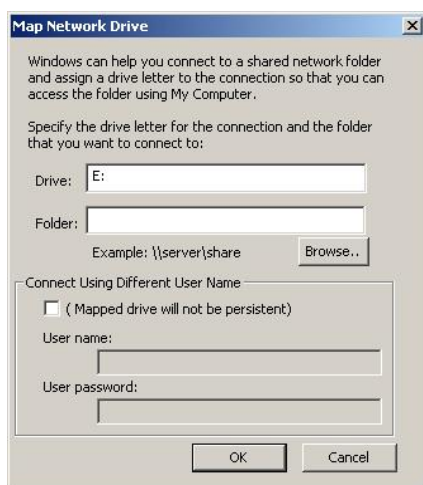 Map Network Drive
Windows can help you connect to a shared network folder
and assign a drive letter to the connection so that you can
access the folder using My Computer.
Specify the drive letter for the connection and the folder
that you want to connect to:
Drive: E:
Folder:
Example: \\server\share Browse..
Connect Using Different User Name
( Mapped drive will not be persistent)
User name:
User password:
OK Cancel